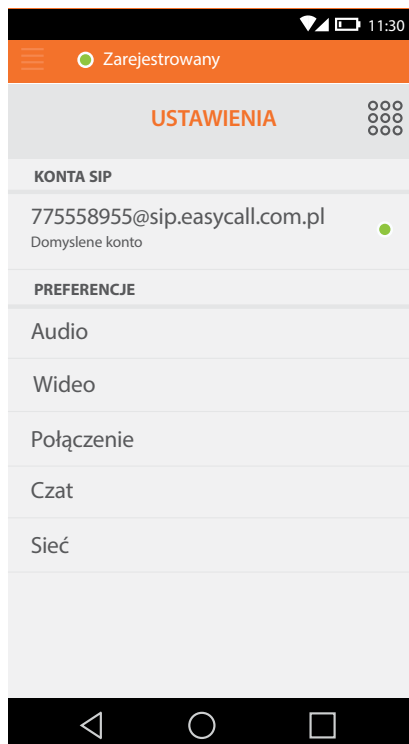 11:30
Zarejestrowany
USTAWIENIA
KONTA SIP
775558955@sip.easycall.com.pl
Domyslene konto
PREFERENCJE
Audio
Wideo
Połączenie
Czat
Sieć